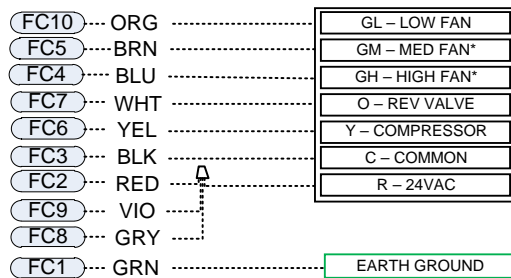 FC10 ORG GL – LOW FAN
FC5 BRN GM – MED FAN*
FC4 BLU GH – HIGH FAN*
FC7 WHT O – REV VALVE
FC6 YEL Y – COMPRESSOR
FC3 BLK C – COMMON
FC2 RED R – 24VAC
FC9 VIO
FC8 GRY
FC1 GRN EARTH GROUND